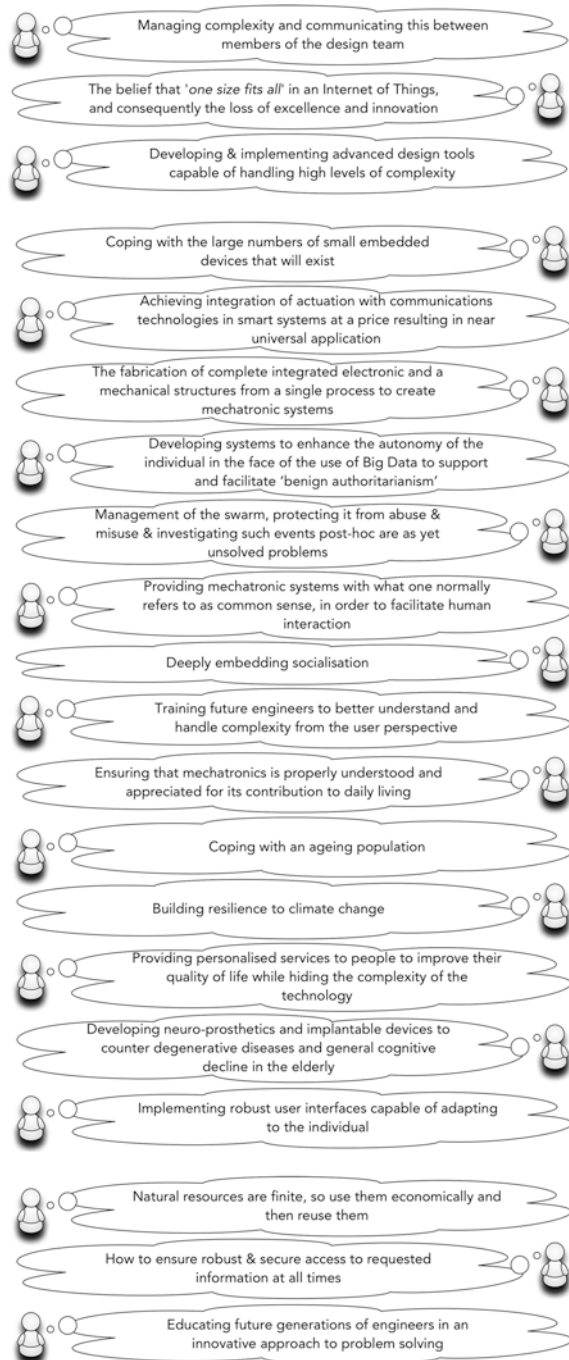 Managing complexity and communicating this between
members of the design team
The belief that 'one size fits all' in an Internet of Things,
and consequently the loss of excellence and innovation
Developing & implementing advanced design tools
capable of handling high levels of complexity
Coping with the large numbers of small embedded
devices that will exist
Achieving integration of actuation with communications
technologies in smart systems at a price resulting in near
universal application
The fabrication of complete integrated electronic and a
mechanical structures from a single process to create
mechatronic systems
Developing systems to enhance the autonomy of the
individual in the face of the use of Big Data to support
and facilitate ‘benign authoritarianism’
Management of the swarm, protecting it from abuse &
misuse & investigating such events post-hoc are as yet
unsolved problems
Providing mechatronic systems with what one normally
refers to as common sense, in order to facilitate human
interaction
Deeply embedding socialisation
Training future engineers to better understand and
handle complexity from the user perspective
Ensuring that mechatronics is properly understood and
appreciated for its contribution to daily living
Coping with an ageing population
Building resilience to climate change
Providing personalised services to people to improve their
quality of life while hiding the complexity of the
technology
Developing neuro-prosthetics and implantable devices to
counter degenerative diseases and general cognitive
decline in the elderly
Implementing robust user interfaces capable of adapting
to the individual
Natural resources are finite, so use them economically and
then reuse them
How to ensure robust & secure access to requested
information at all times
Educating future generations of engineers in an
innovative approach to problem solving